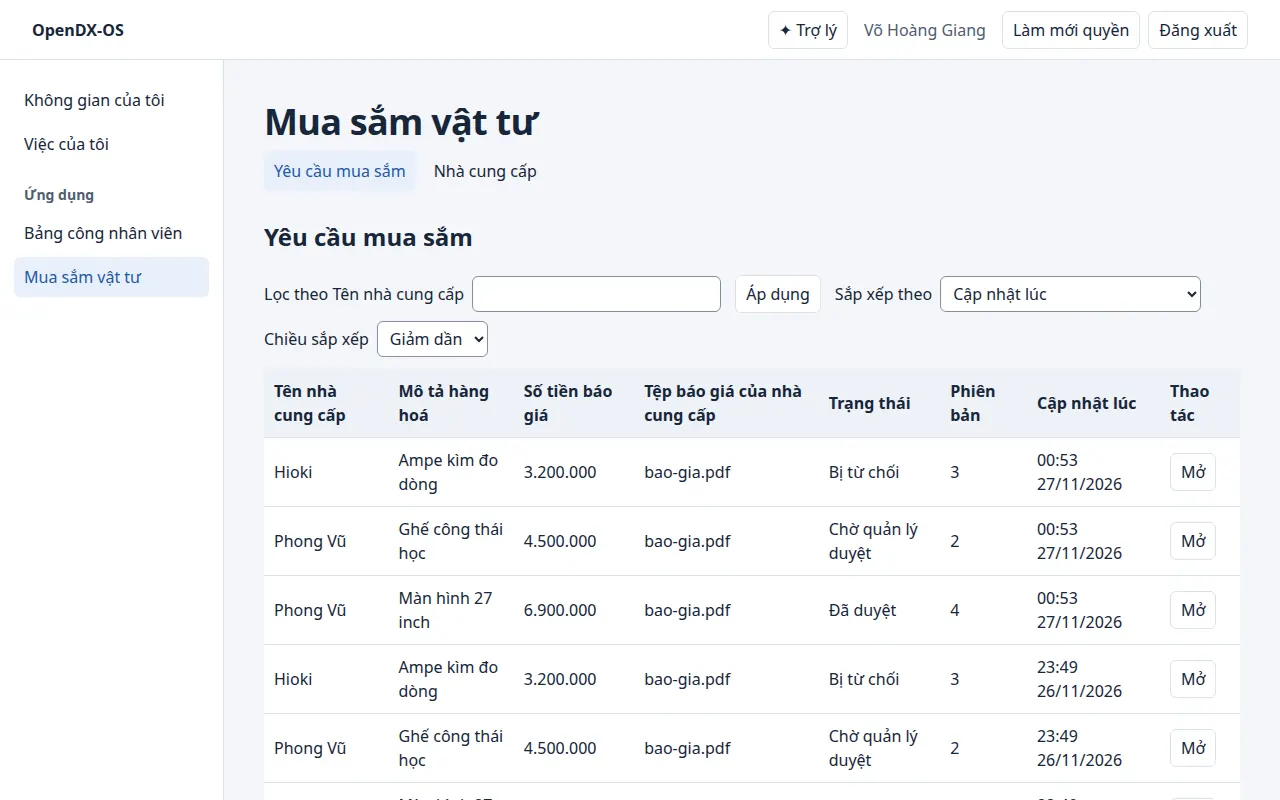 OpenDX-OS
✦ Trợ lý
Võ Hoàng Giang
Làm mới quyền
Đăng xuất
Không gian của tôi
Việc của tôi
Ứng dụng
Bảng công nhân viên
Mua sắm vật tư
Mua sắm vật tư
Yêu cầu mua sắm
Nhà cung cấp
Yêu cầu mua sắm
Lọc theo Tên nhà cung cấp
Áp dụng
Sắp xếp theo
Cập nhật lúc
Chiều sắp xếp
Giảm dần
Tên nhà
cung cấp
Mô tả hàng
hoá
Số tiền báo
giá
Tệp báo giá của nhà
cung cấp
Trạng thái
Phiên
bản
Cập nhật lúc
Thao
tác
Hioki
Ampe kìm đo
dòng
3.200.000
bao-gia.pdf
Bị từ chối
3
00:53
27/11/2026
Mở
Phong Vũ
Ghế công thái
học
4.500.000
bao-gia.pdf
Chờ quản lý
duyệt
2
00:53
27/11/2026
Mở
Phong Vũ
Màn hình 27
inch
6.900.000
bao-gia.pdf
Đã duyệt
4
00:53
27/11/2026
Mở
Hioki
Ampe kìm đo
dòng
3.200.000
bao-gia.pdf
Bị từ chối
3
23:49
26/11/2026
Mở
Phong Vũ
Ghế công thái
học
4.500.000
bao-gia.pdf
Chờ quản lý
duyệt
2
23:49
26/11/2026
Mở